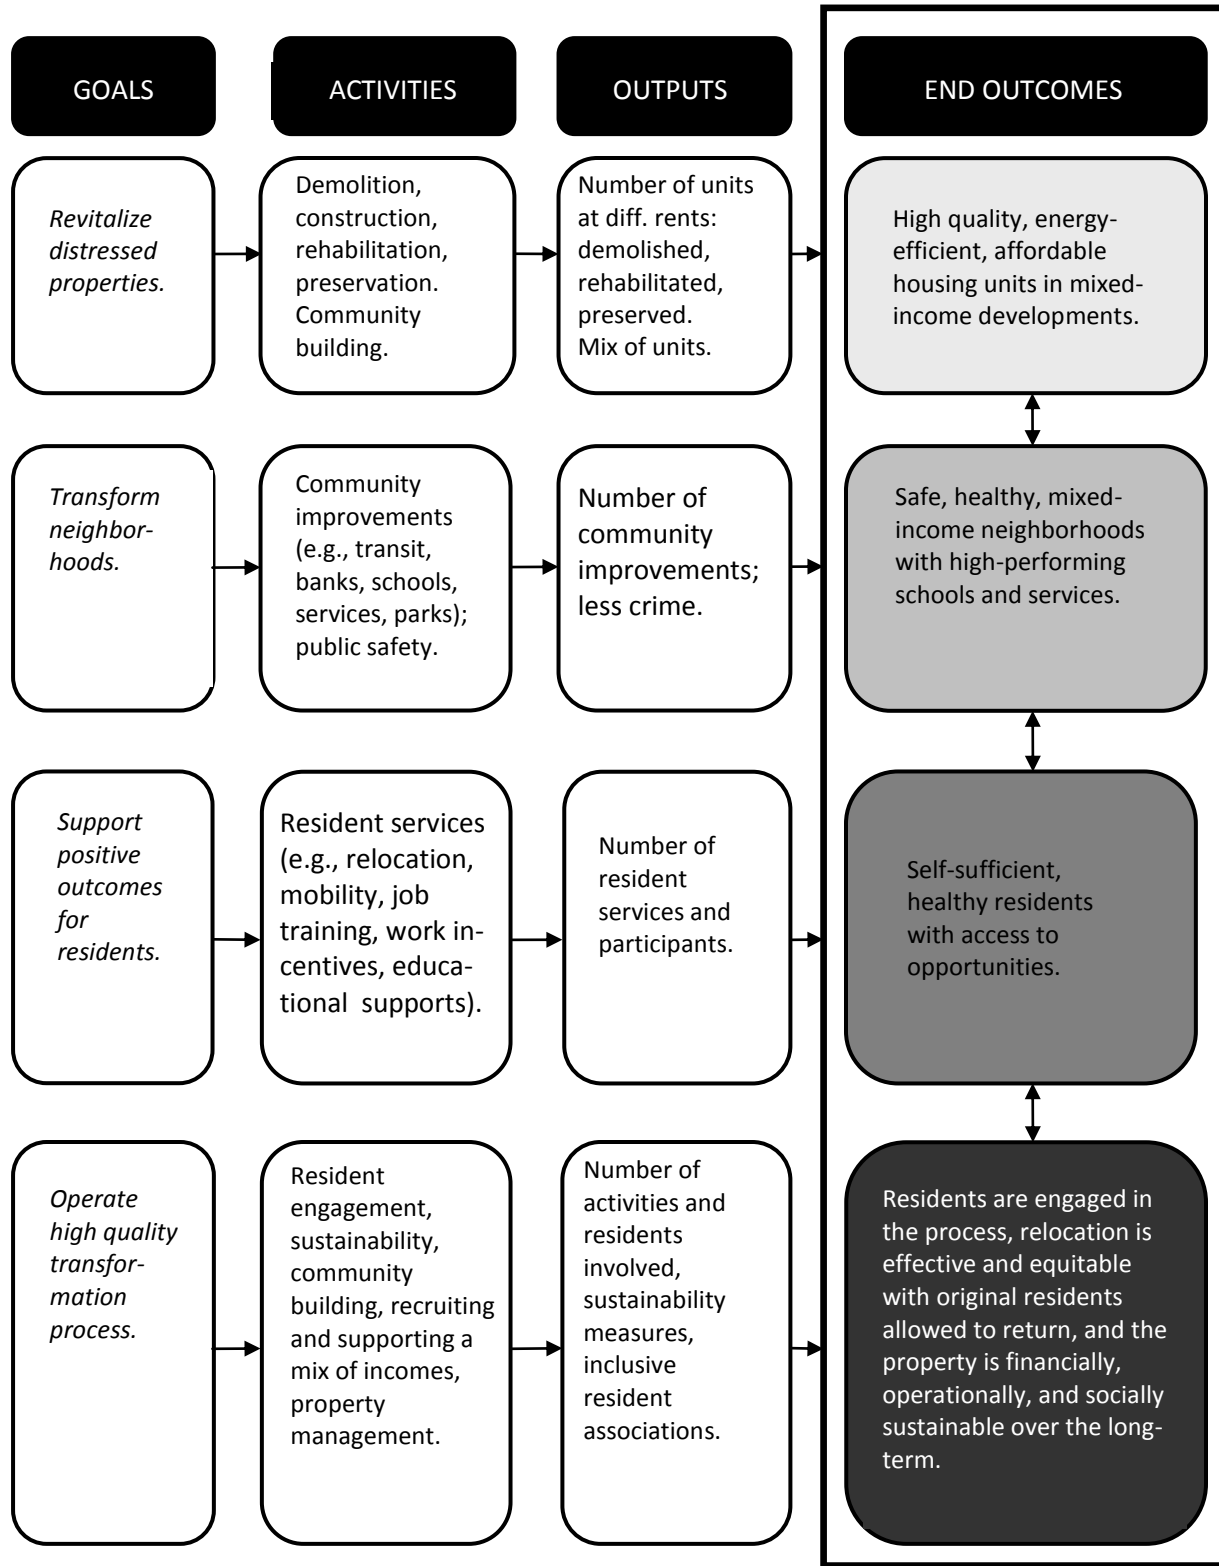 GOALS
ACTIVITIES
OUTPUTS
END OUTCOMES
Revitalize
distressed
properties.
Demolition,
construction,
rehabilitation,
preservation.
Community
building.
Number of units
at diff. rents:
demolished,
rehabilitated,
preserved.
Mix of units.
High quality, energy-
efficient, affordable
housing units in mixed-
income developments.
Transform
neighbor-
hoods.
Community
improvements
(e.g., transit,
banks, schools,
services, parks);
public safety.
Number of
community
improvements;
less crime.
Safe, healthy, mixed-
income neighborhoods
with high-performing
schools and services.
Support
positive
outcomes
for
residents.
Resident services
(e.g., relocation,
mobility, job
training, work in-
centives, educa-
tional supports).
Number of
resident
services and
participants.
Self-sufficient,
healthy residents
with access to
opportunities.
Operate
high quality
transfor-
mation
process.
Resident
engagement,
sustainability,
community
building, recruiting
and supporting a
mix of incomes,
property
management.
Number of
activities and
residents
involved,
sustainability
measures,
inclusive
resident
associations.
Residents are engaged in
the process, relocation is
effective and equitable
with original residents
allowed to return, and the
property is financially,
operationally, and socially
sustainable over the long-
term.